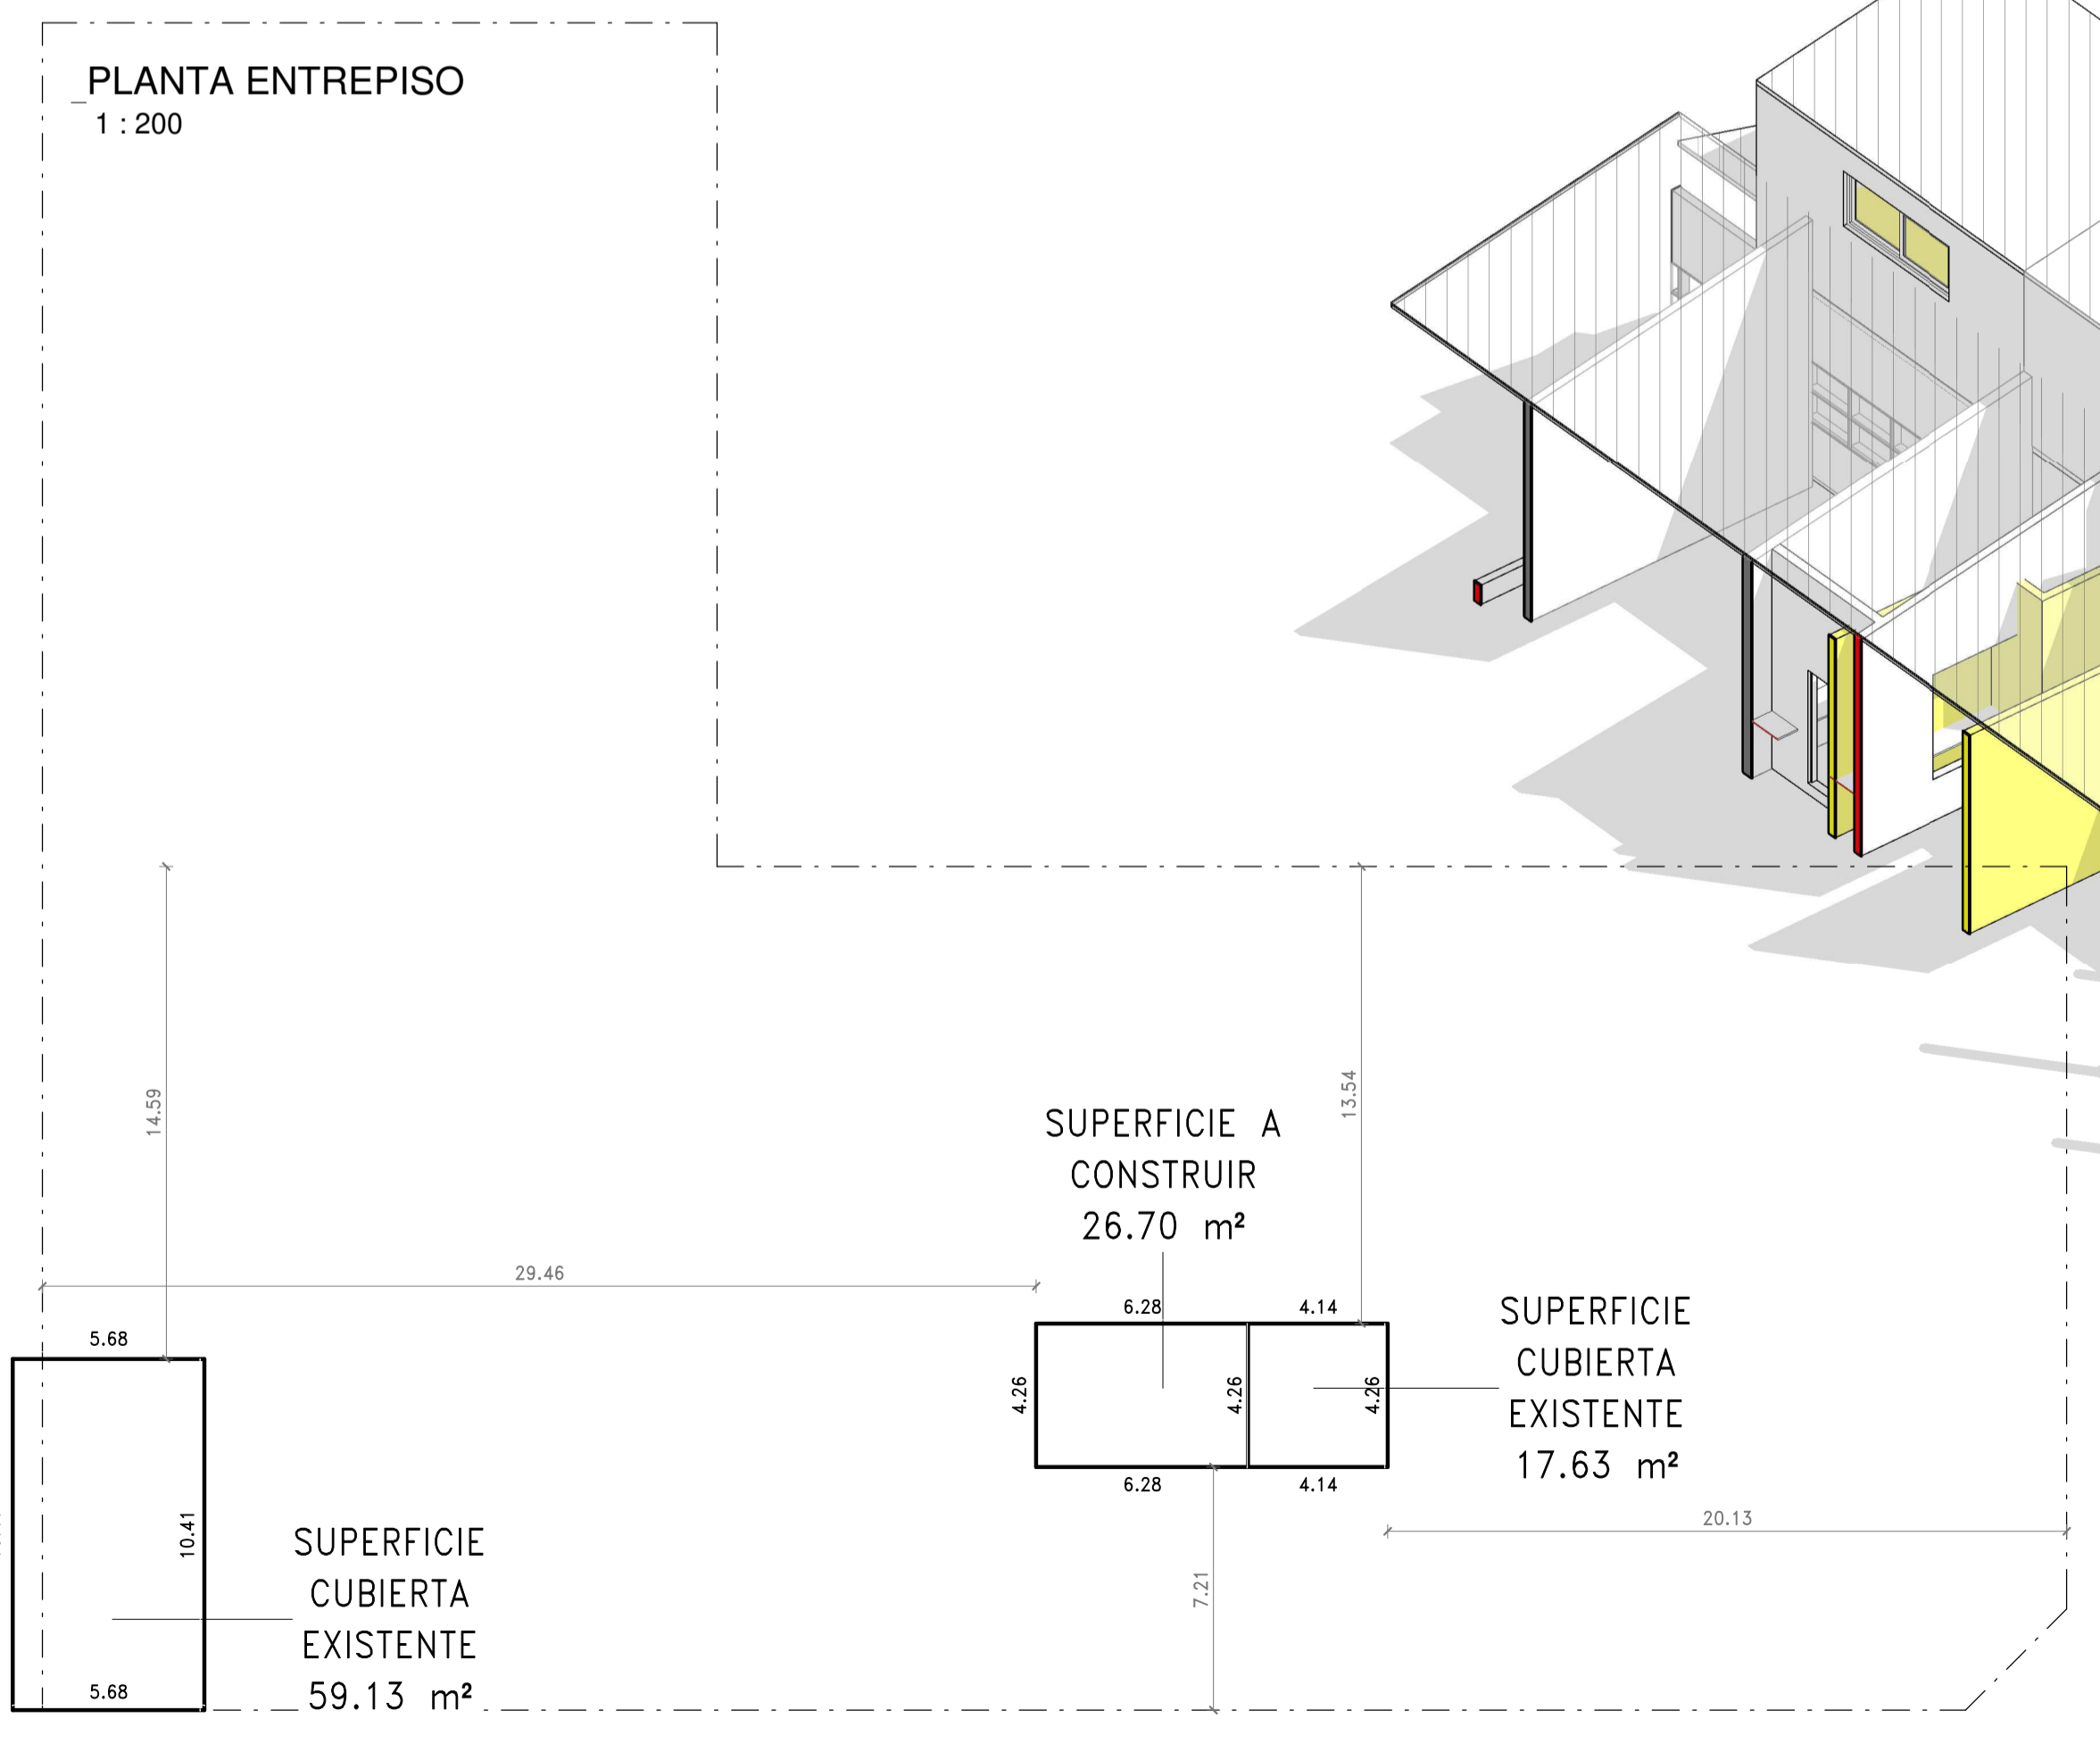 PLANTA ENTREPISO
1 : 200
14.59
13.54
SUPERFICIE A
CONSTRUIR
26.70 m²
29.46
6.28
4.14
5.68
4.26
4.26
4.26
SUPERFICIE
CUBIERTA
EXISTENTE
17.63 m²
6.28
4.14
20.13
10.41
SUPERFICIE
CUBIERTA
EXISTENTE
59.13 m²
7.21
5.68